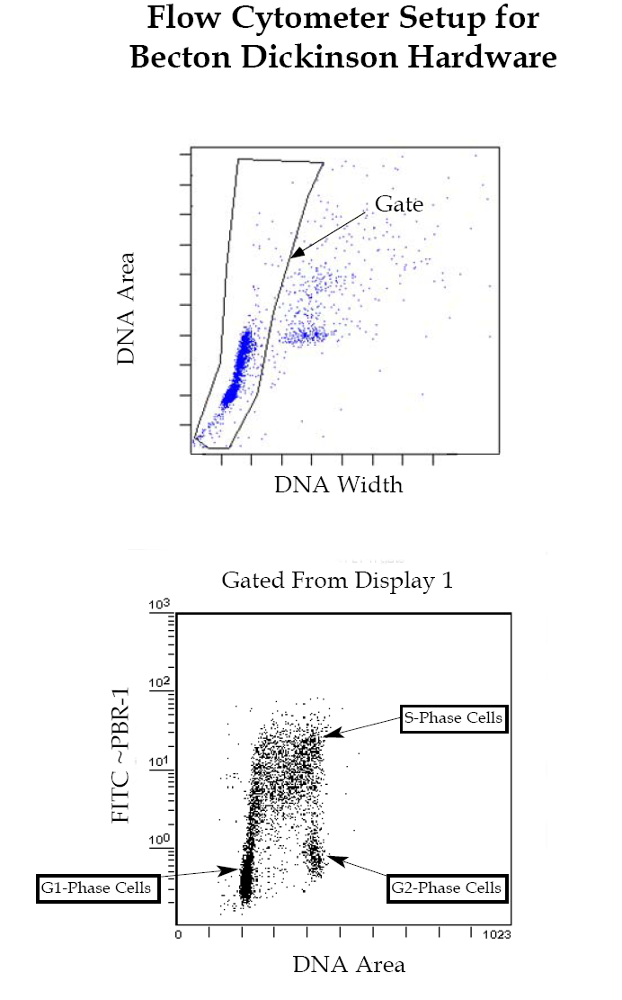 Flow Cytometer Setup for
Becton Dickinson Hardware
Gate
DNA Area
DNA Width
Gated From Display 1
10³
10²
10¹
10⁰
FITC ~PBR-1
S-Phase Cells
G1-Phase Cells
G2-Phase Cells
0
1023
DNA Area